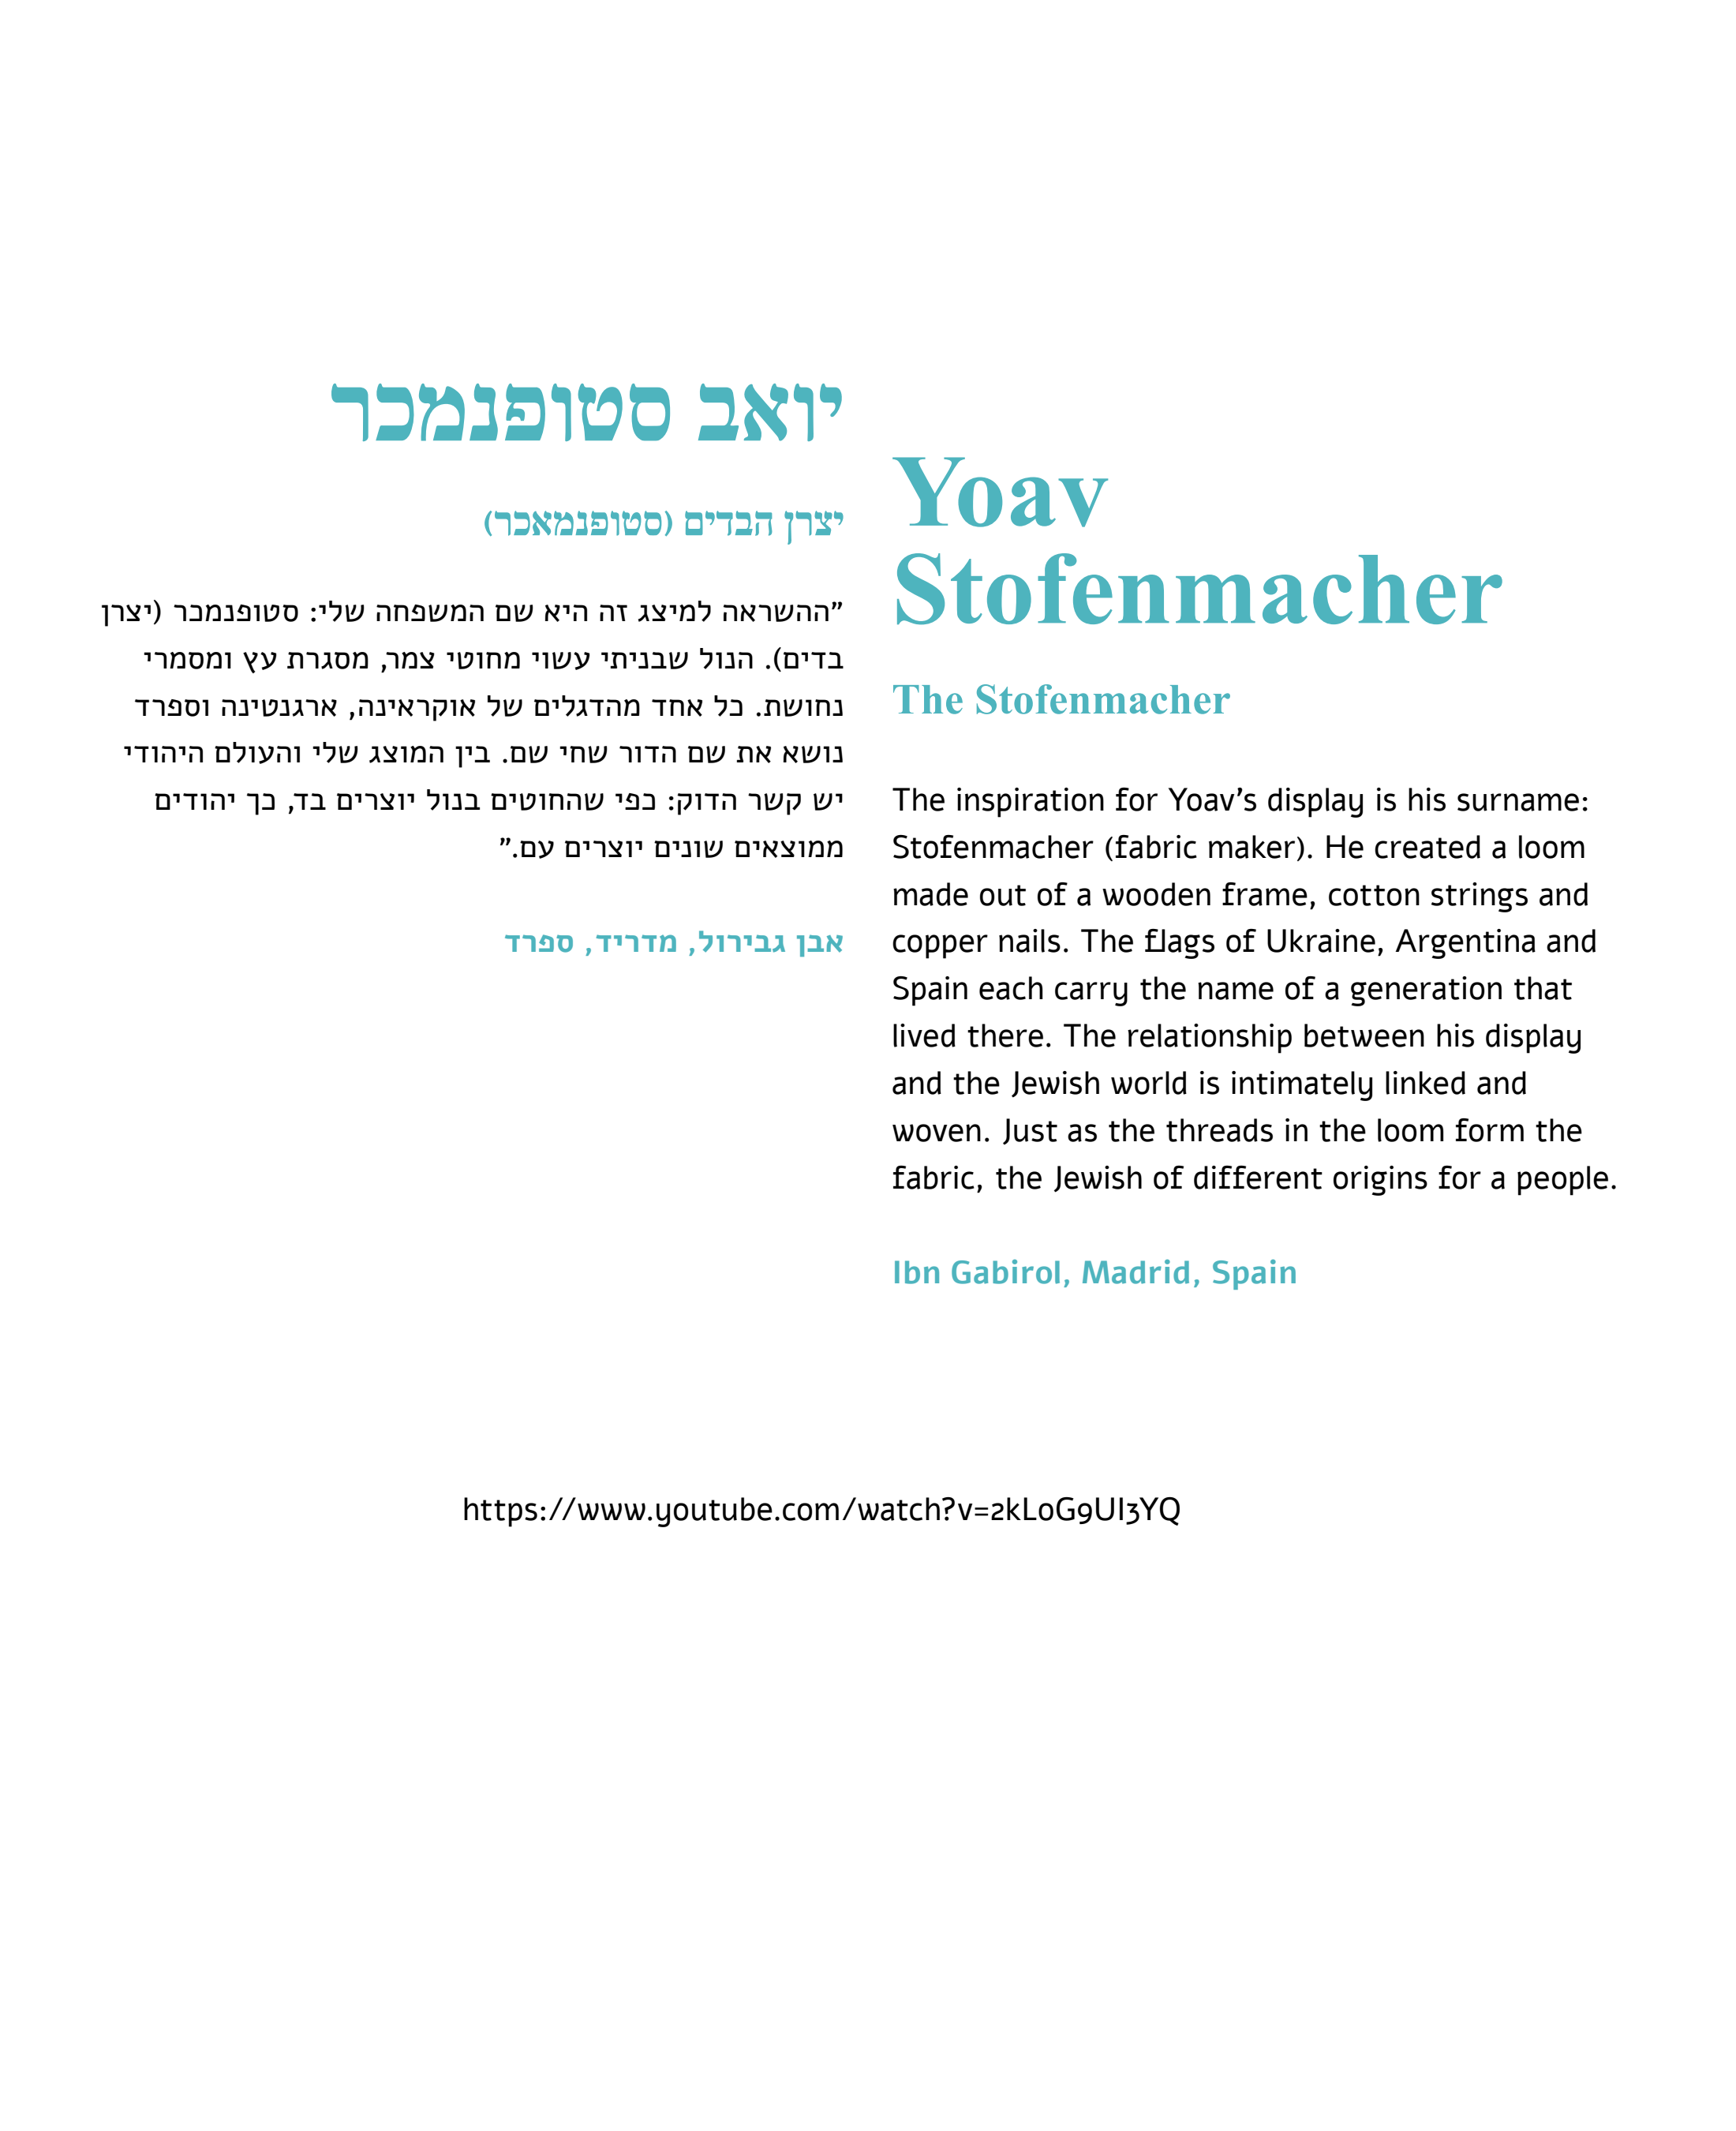 יואב סטופנמכר
יצרן הבדים (סטופנמאכר)
"ההשראה למיצג זה היא שם המשפחה שלי: סטופנמכר (יצרן
בדים). הנול שבניתי עשוי מחוטי צמר, מסגרת עץ ומסמרי
נחושת. כל אחד מהדגלים של אוקראינה, ארגנטינה וספרד
נושא את שם הדור שחי שם. בין המוצג שלי והעולם היהודי
יש קשר הדוק: כפי שהחוטים בנול יוצרים בד, כך יהודים
ממוצאים שונים יוצרים עם."
אבן גבירול, מדריד, ספרד
Yoav
Stofenmacher
The Stofenmacher
The inspiration for Yoav's display is his surname:
Stofenmacher (fabric maker). He created a loom
made out of a wooden frame, cotton strings and
copper nails. The flags of Ukraine, Argentina and
Spain each carry the name of a generation that
lived there. The relationship between his display
and the Jewish world is intimately linked and
woven. Just as the threads in the loom form the
fabric, the Jewish of different origins for a people.
Ibn Gabirol, Madrid, Spain
https://www.youtube.com/watch?v=2kLoG9UI3YQ